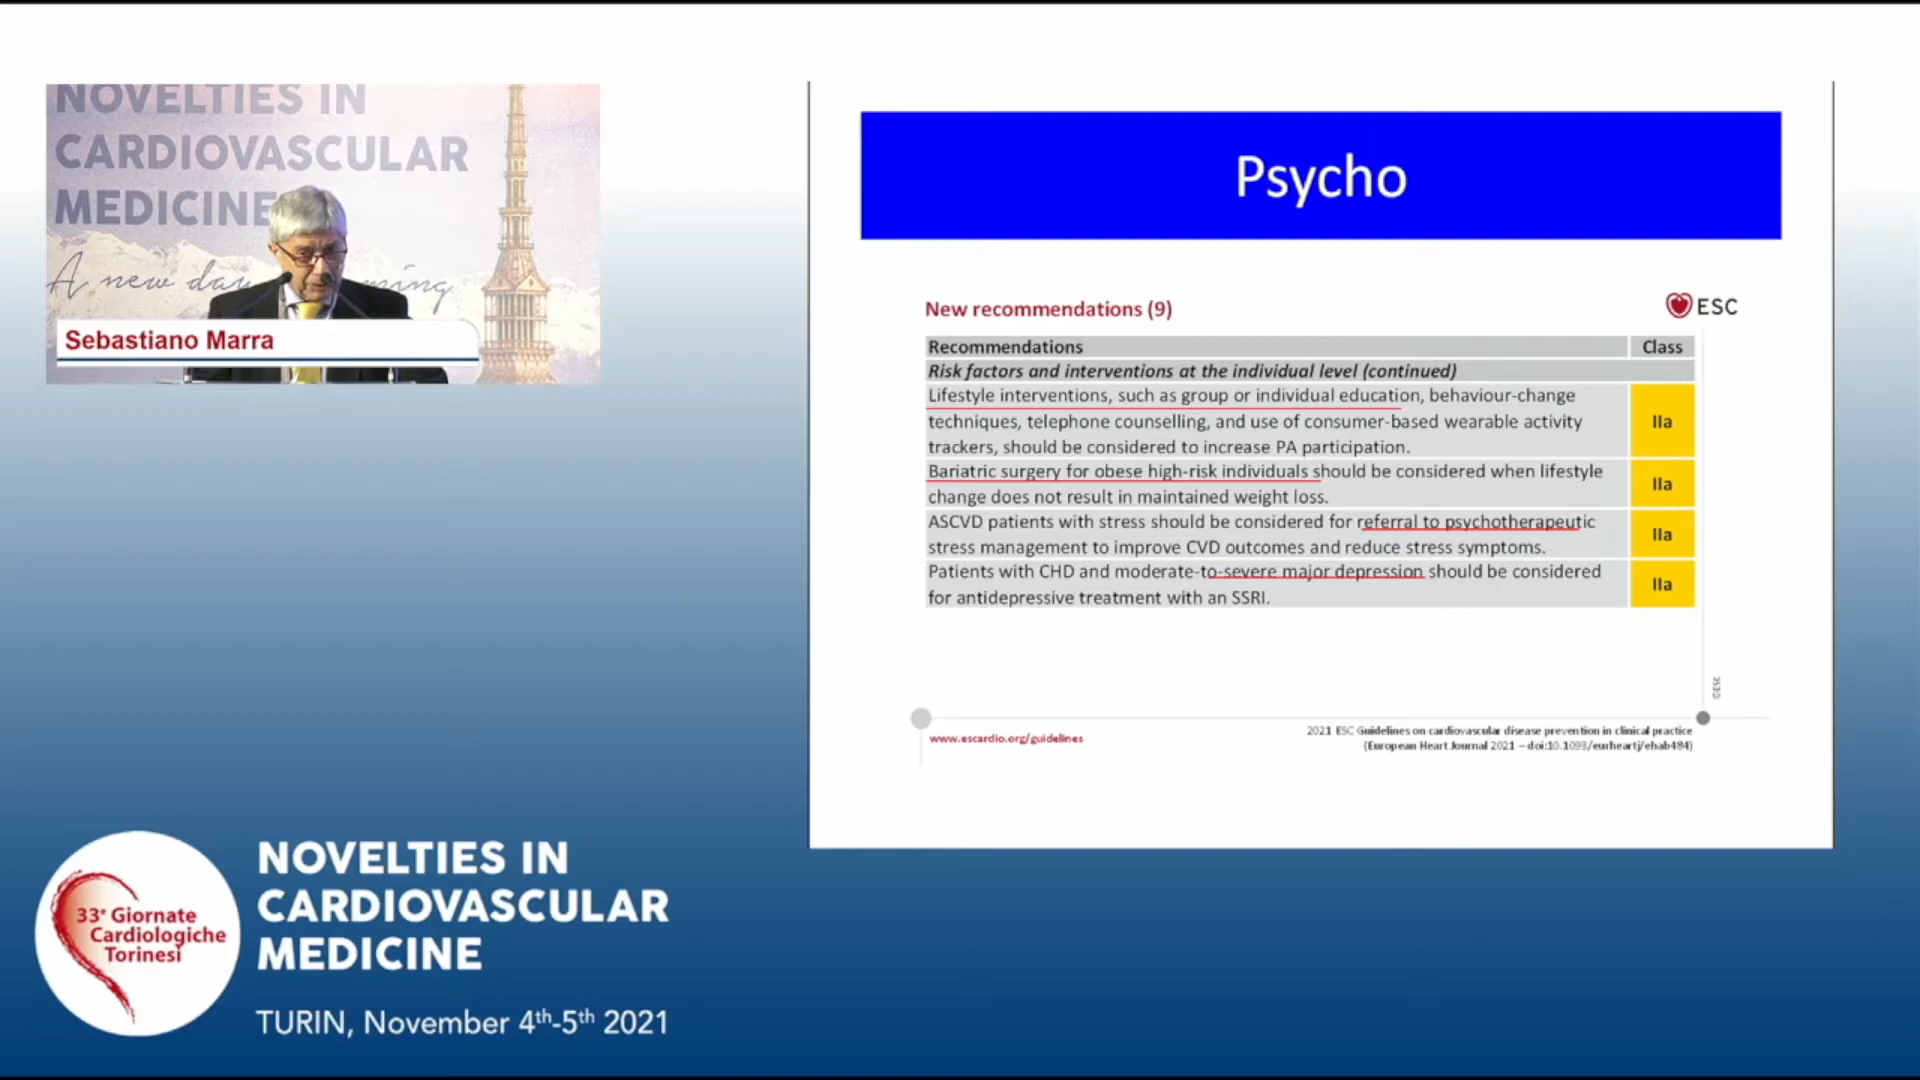 NOVELTIES IN
CARDIOVASCULAR
MEDICINE
A new day
ming
Sebastiano Marra
Psycho
New recommendations (9)
ESC
Recommendations
Class
Risk factors and interventions at the individual level (continued)
Lifestyle interventions, such as group or individual education, behaviour-change
techniques, telephone counselling, and use of consumer-based wearable activity
trackers, should be considered to increase PA participation.
IIa
Bariatric surgery for obese high-risk individuals should be considered when lifestyle
change does not result in maintained weight loss.
IIa
ASCVD patients with stress should be considered for referral to psychotherapeutic
stress management to improve CVD outcomes and reduce stress symptoms.
IIa
Patients with CHD and moderate-to-severe major depression should be considered
for antidepressive treatment with an SSRI.
IIa
©ESC
www.escardio.org/guidelines
2021 ESC Guidelines on cardiovascular disease prevention in clinical practice
(European Heart Journal 2021 – doi:10.1093/eurheartj/ehab484)
33° Giornate
Cardiologiche
Torinesi
NOVELTIES IN
CARDIOVASCULAR
MEDICINE
TURIN, November 4th-5th 2021